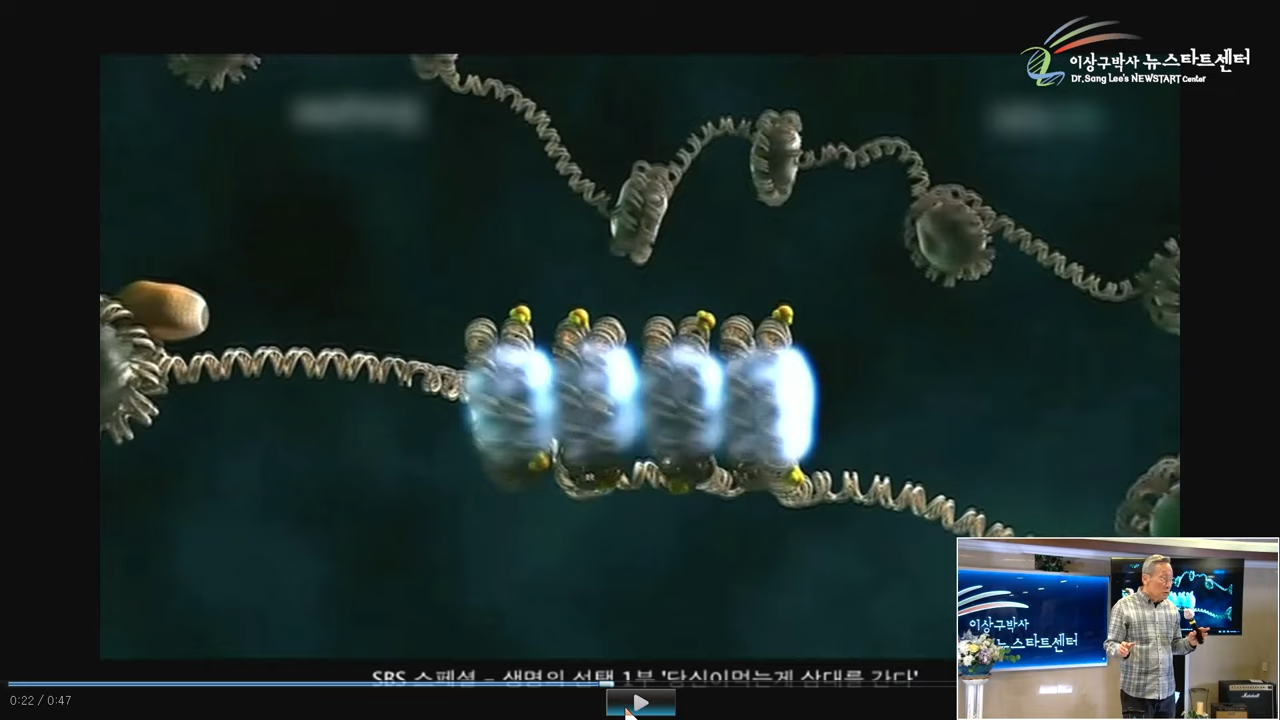 이상구박사 뉴스타트센터
Dr. Sang Lee's NEWSTART Center
SBS 스페셜 - 생명의 선택 1부 '당신이먹는게 삼대를 간다'
0:22 / 0:47
이상구박사
뉴스타트센터
Marshall